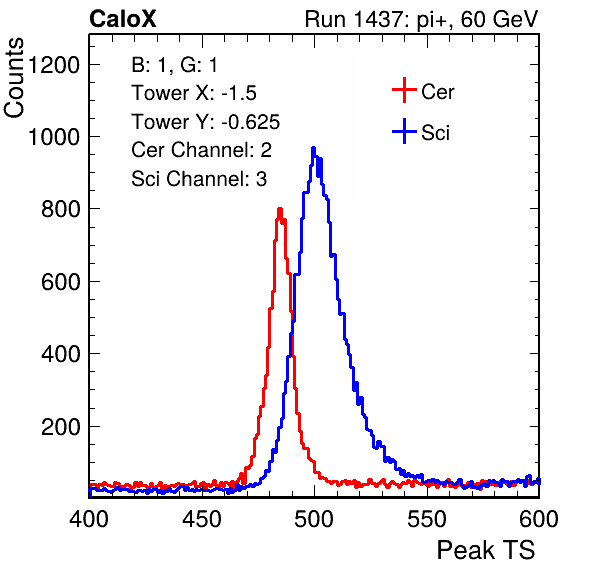 CaloX Run 1437: pi+, 60 GeV
Counts
B: 1, G: 1
Tower X: -1.5
Tower Y: -0.625
Cer Channel: 2
Sci Channel: 3
Cer
Sci
1200
1000
800
600
400
200
400 450 500 550 600
Peak TS